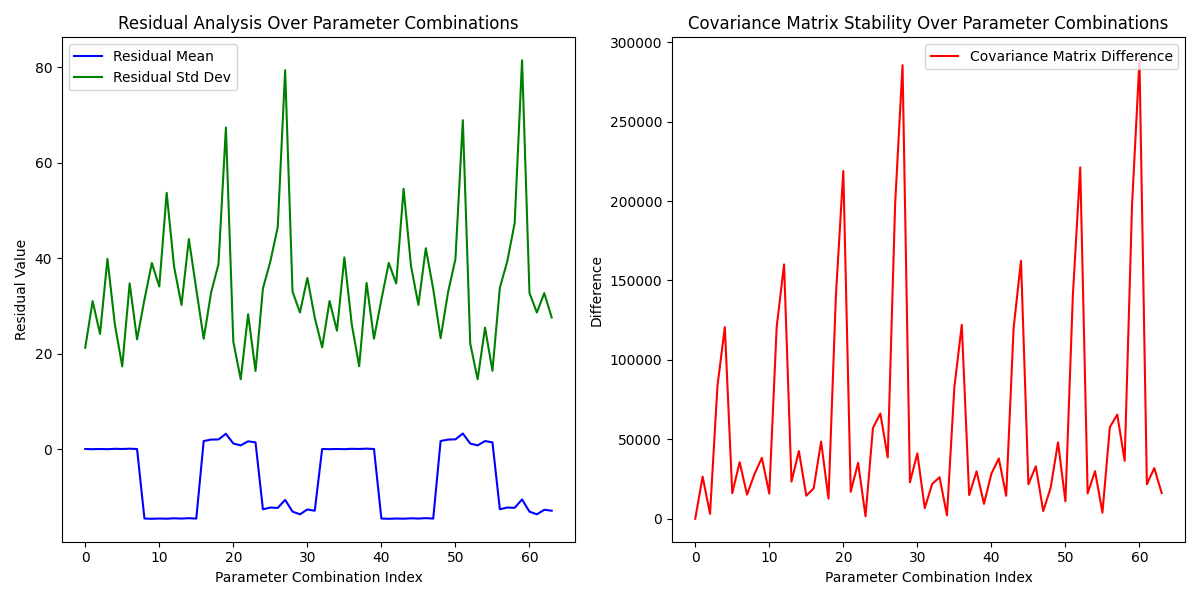 Residual Analysis Over Parameter Combinations
Residual Mean
Residual Std Dev
80
60
40
20
0
Residual Value
0 10 20 30 40 50 60
Parameter Combination Index
Covariance Matrix Stability Over Parameter Combinations
Covariance Matrix Difference
300000
250000
200000
150000
100000
50000
0
Difference
0 10 20 30 40 50 60
Parameter Combination Index